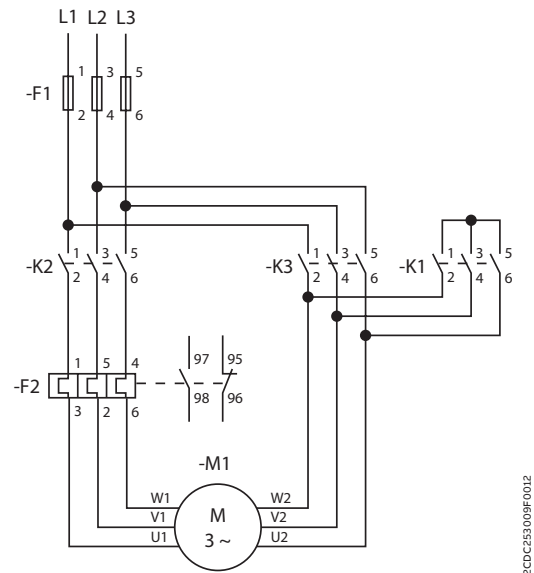 L1 L2 L3
1 3 5
-F1
2 4 6
1 3 5
-K2
2 4 6
1 3 5
-K3
2 4 6
1 3 5
-K1
2 4 6
1 5 4
-F2
3 2 6
97 95
98 96
-M1
W1 W2
V1 M V2
U1 3 ~ U2
2CDC253009F0012